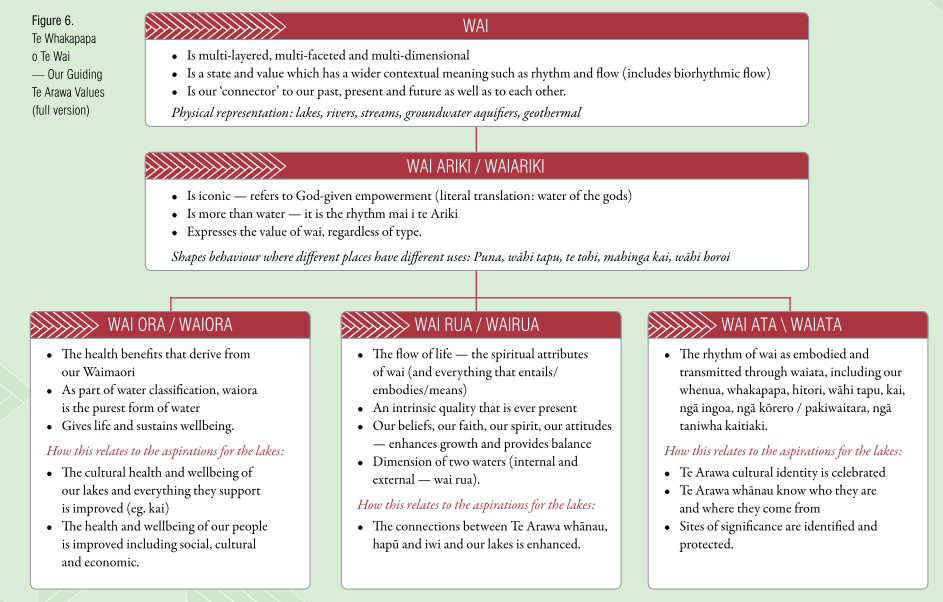 Figure 6.
Te Whakapapa
o Te Wai
— Our Guiding
Te Arawa Values
(full version)
WAI
• Is multi-layered, multi-faceted and multi-dimensional
• Is a state and value which has a wider contextual meaning such as rhythm and flow (includes biorhythmic flow)
• Is our ‘connector’ to our past, present and future as well as to each other.
Physical representation: lakes, rivers, streams, groundwater aquifiers, geothermal
WAI ARIKI / WAIARIKI
• Is iconic — refers to God-given empowerment (literal translation: water of the gods)
• Is more than water — it is the rhythm mai i te Ariki
• Expresses the value of wai, regardless of type.
Shapes behaviour where different places have different uses: Puna, wāhi tapu, te tohi, mahinga kai, wāhi horoi
WAI ORA / WAIORA
• The health benefits that derive from
our Waimaori
• As part of water classification, waiora
is the purest form of water
• Gives life and sustains wellbeing.
How this relates to the aspirations for the lakes:
• The cultural health and wellbeing of
our lakes and everything they support
is improved (eg. kai)
• The health and wellbeing of our people
is improved including social, cultural
and economic.
WAI RUA / WAIRUA
• The flow of life — the spiritual attributes
of wai (and everything that entails/
embodies/means)
• An intrinsic quality that is ever present
• Our beliefs, our faith, our spirit, our attitudes
— enhances growth and provides balance
• Dimension of two waters (internal and
external — wai rua).
How this relates to the aspirations for the lakes:
• The connections between Te Arawa whānau,
hapū and iwi and our lakes is enhanced.
WAI ATA \ WAIATA
• The rhythm of wai as embodied and
transmitted through waiata, including our
whenua, whakapapa, hitori, wāhi tapu, kai,
ngā ingoa, ngā kōrero / pakiwaitara, ngā
taniwha kaitiaki.
How this relates to the aspirations for the lakes:
• Te Arawa cultural identity is celebrated
• Te Arawa whānau know who they are
and where they come from
• Sites of significance are identified and
protected.